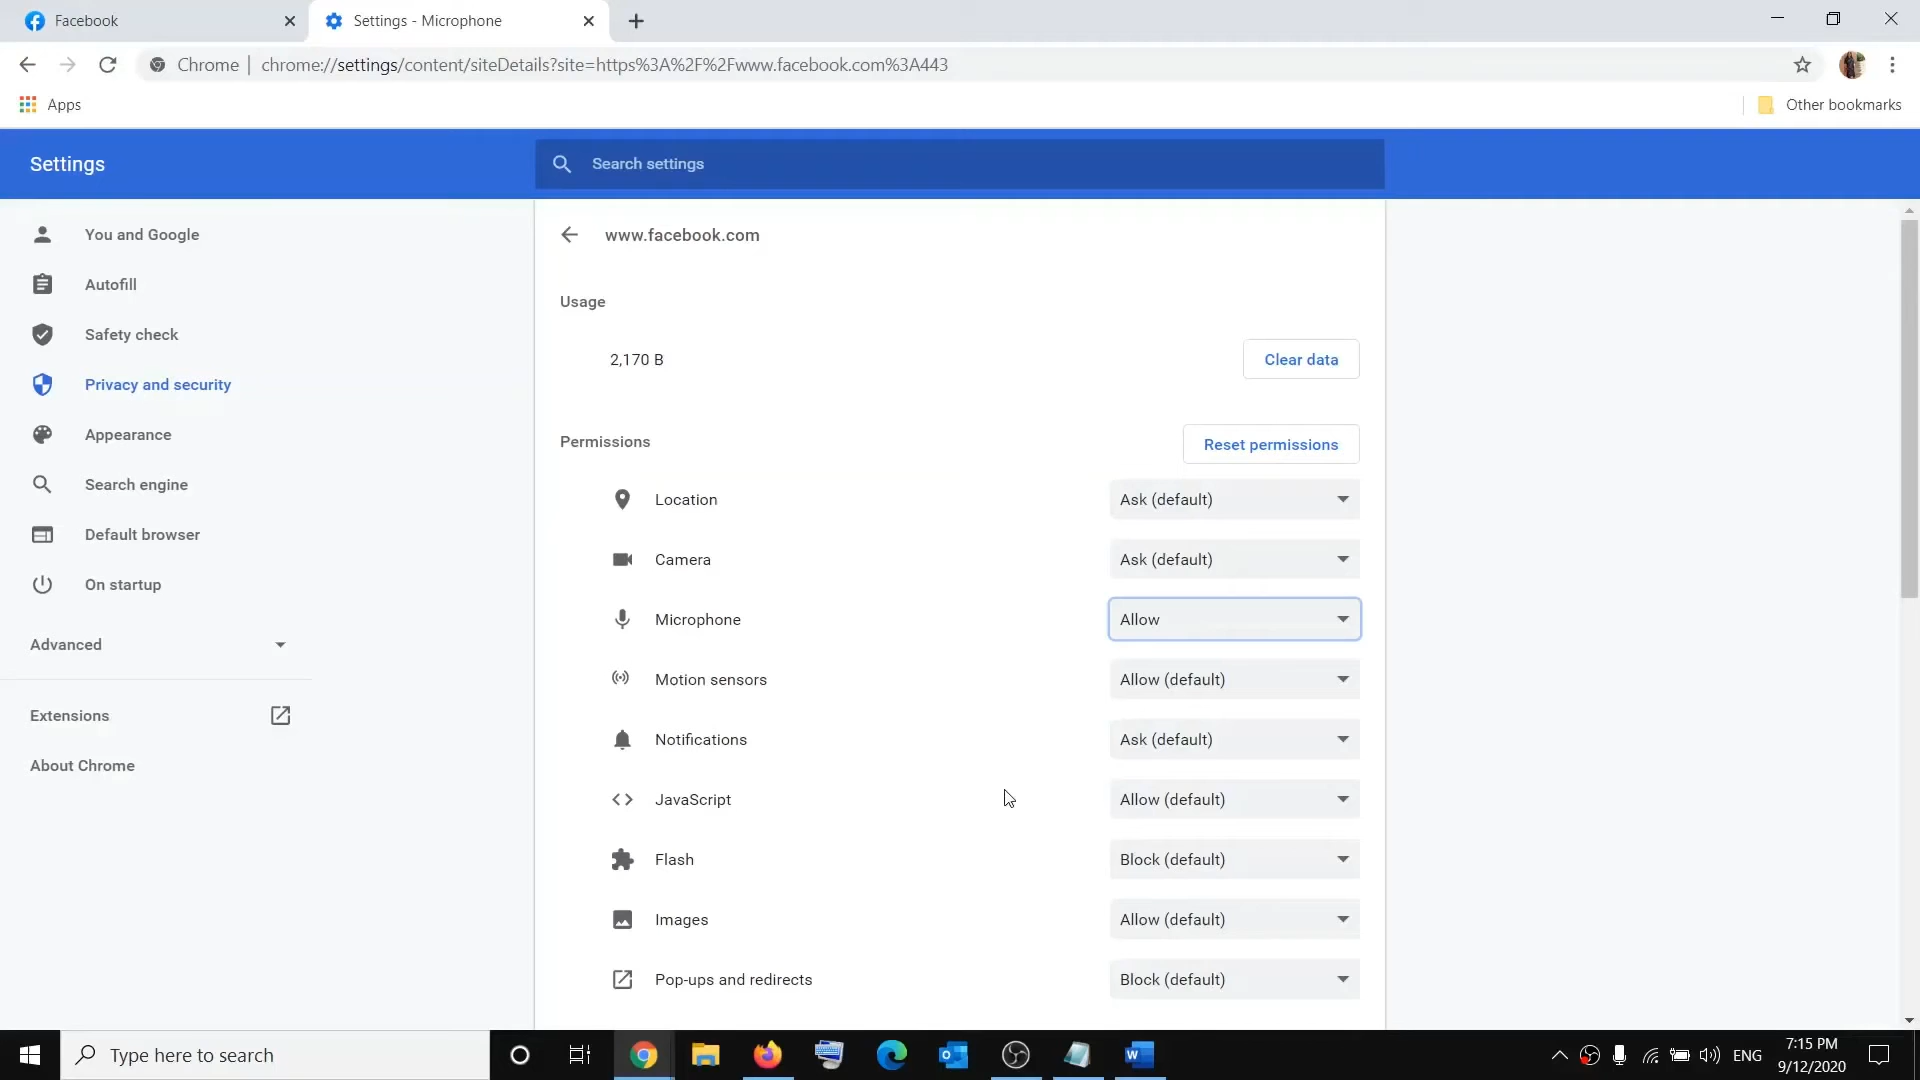 Facebook
Settings - Microphone
Chrome | chrome://settings/content/siteDetails?site=https%3A%2F%2Fwww.facebook.com%3A443
Apps
Other bookmarks
Settings
Search settings
You and Google
Autofill
Safety check
Privacy and security
Appearance
Search engine
Default browser
On startup
Advanced
Extensions
About Chrome
www.facebook.com
Usage
2,170 B
Clear data
Permissions
Reset permissions
Location Ask (default)
Camera Ask (default)
Microphone Allow
Motion sensors Allow (default)
Notifications Ask (default)
JavaScript Allow (default)
Flash Block (default)
Images Allow (default)
Pop-ups and redirects Block (default)
Type here to search
ENG
7:15 PM
9/12/2020